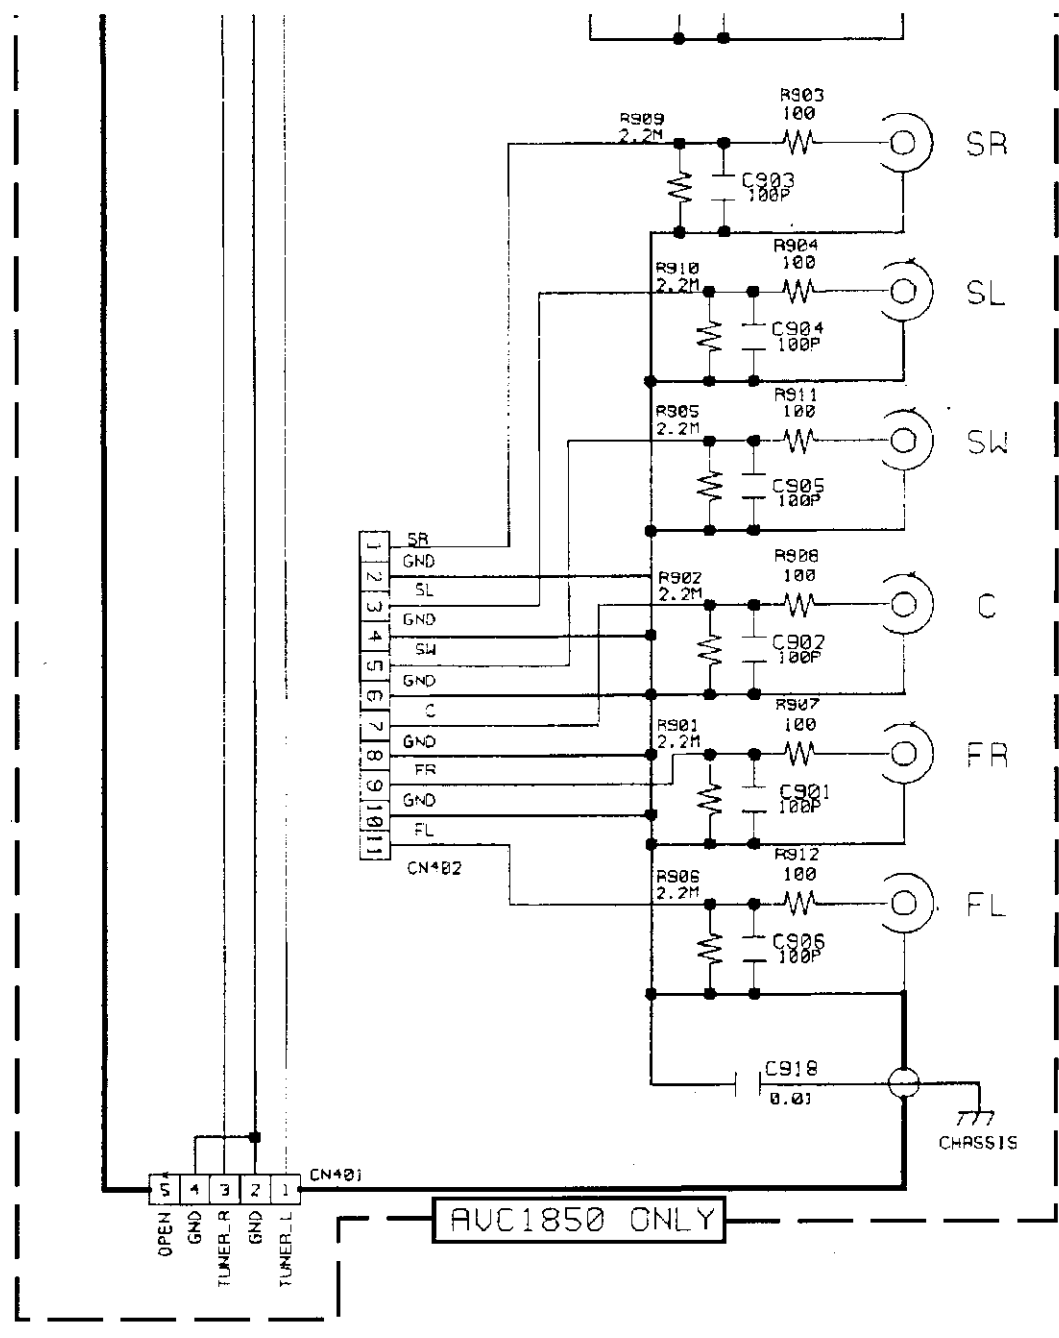 R903
100
R909
2.2M
SR
C903
100P
R904
100
R910
2.2M
SL
C904
100P
R911
100
R905
2.2M
SW
C905
100P
1
SR
GND
2
SL
3
GND
4
SW
5
GND
6
C
7
GND
8
FR
9
GND
10
FL
11
CN402
R908
100
R902
2.2M
C
C902
100P
R907
100
R901
2.2M
FR
C901
100P
R912
100
R906
2.2M
FL
C906
100P
C918
0.01
CHASSIS
CN401
5
4
3
2
1
OPEN
GND
TUNER_R
GND
TUNER_L
AVC1850 ONLY